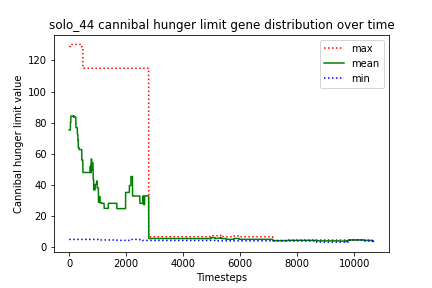 solo_44 cannibal hunger limit gene distribution over time
max
mean
min
Cannibal hunger limit value
120
100
80
60
40
20
0
0
2000
4000
6000
8000
10000
Timesteps